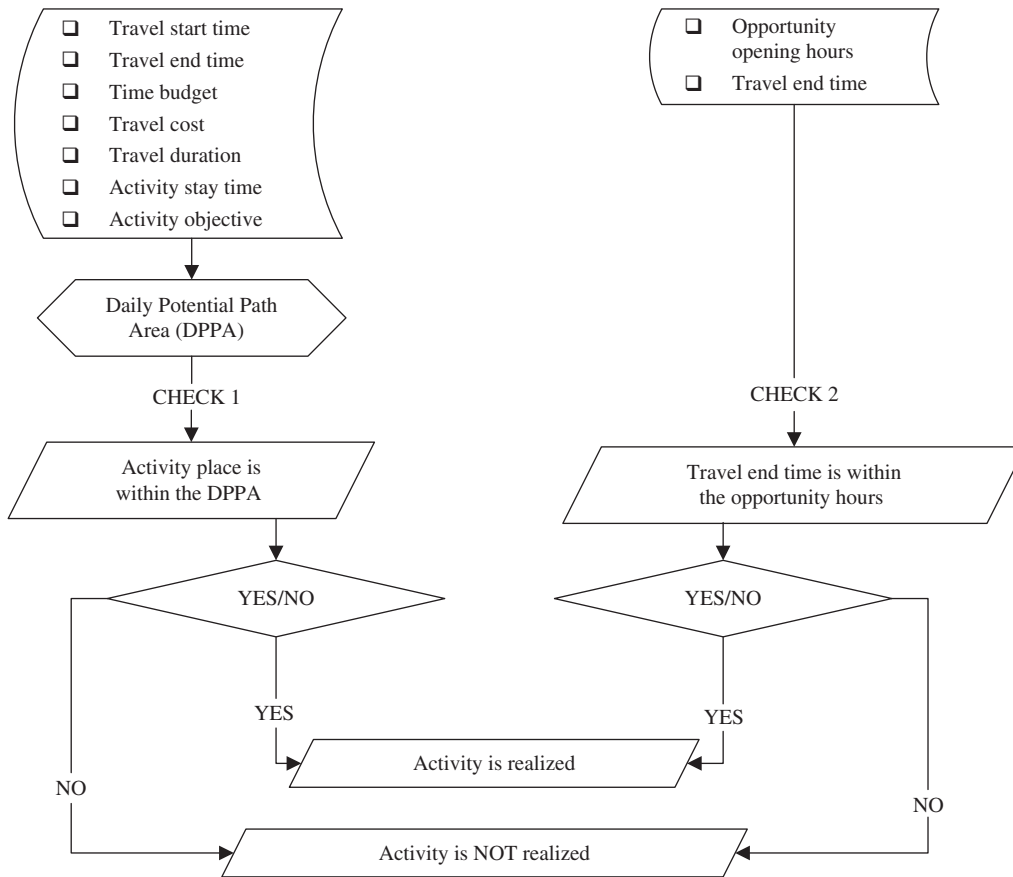 ❑ Travel start time
❑ Travel end time
❑ Time budget
❑ Travel cost
❑ Travel duration
❑ Activity stay time
❑ Activity objective
❑ Opportunity
opening hours
❑ Travel end time
Daily Potential Path
Area (DPPA)
CHECK 1
CHECK 2
Activity place is
within the DPPA
Travel end time is within
the opportunity hours
YES/NO
YES/NO
YES
YES
Activity is realized
NO
NO
Activity is NOT realized